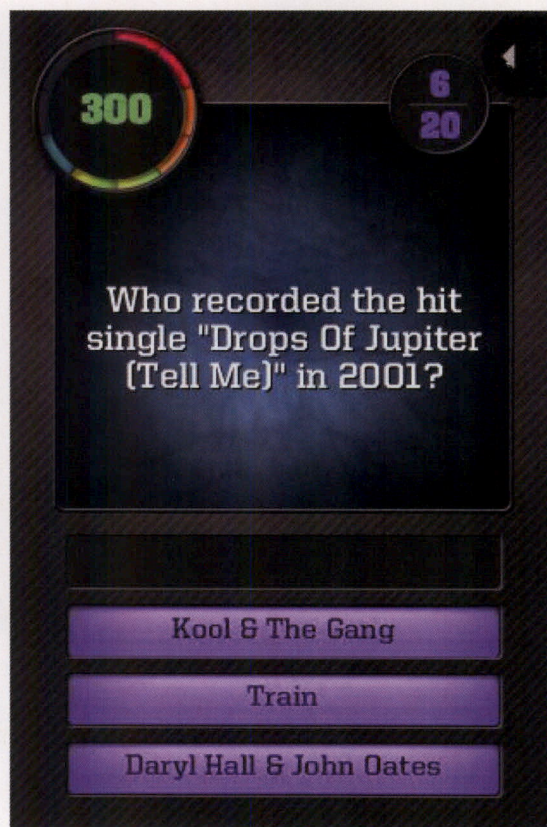 300
6
20
Who recorded the hit
single "Drops Of Jupiter
(Tell Me)" in 2001?
Kool & The Gang
Train
Daryl Hall & John Oates